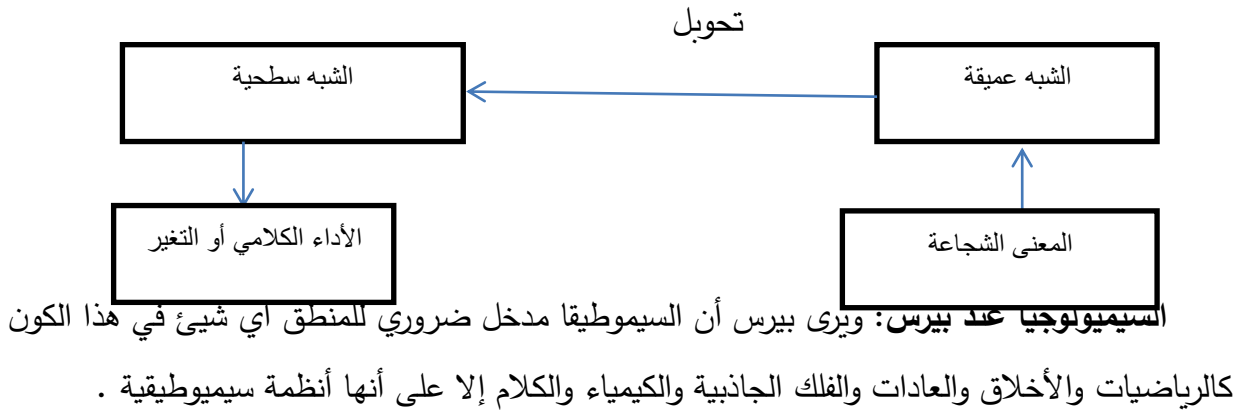 تحويل
الشبه عميقة
الشبه سطحية
المعنى الشجاعة
الأداء الكلامي أو التغير
السيميولوجيا عند بيرس: ويرى بيرس أن السيموطيقا مدخل ضروري للمنطق أي شيئ في هذا الكون
كالرياضيات والأخلاق والعادات والفلك الجاذبية والكيمياء والكلام إلا على أنها أنظمة سيميوطيقية .